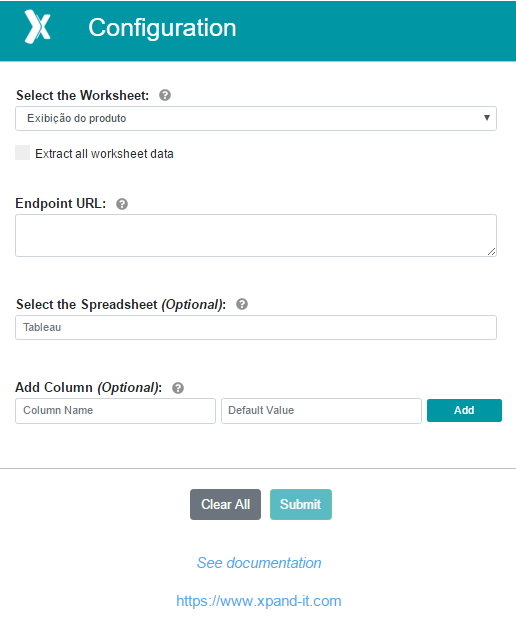 Configuration
Select the Worksheet: ?
Exibição do produto
Extract all worksheet data
Endpoint URL: ?
Select the Spreadsheet (Optional): ?
Tableau
Add Column (Optional): ?
Column Name Default Value Add
Clear All Submit
See documentation
https://www.xpand-it.com